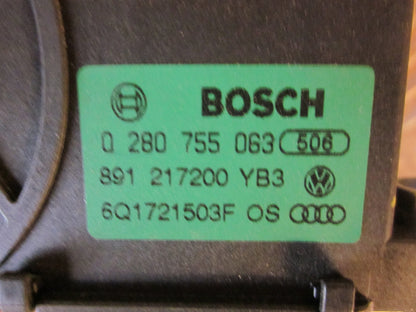 BOSCH
0 280 755 063 506
891 217200 YB3
6Q1721503F OS